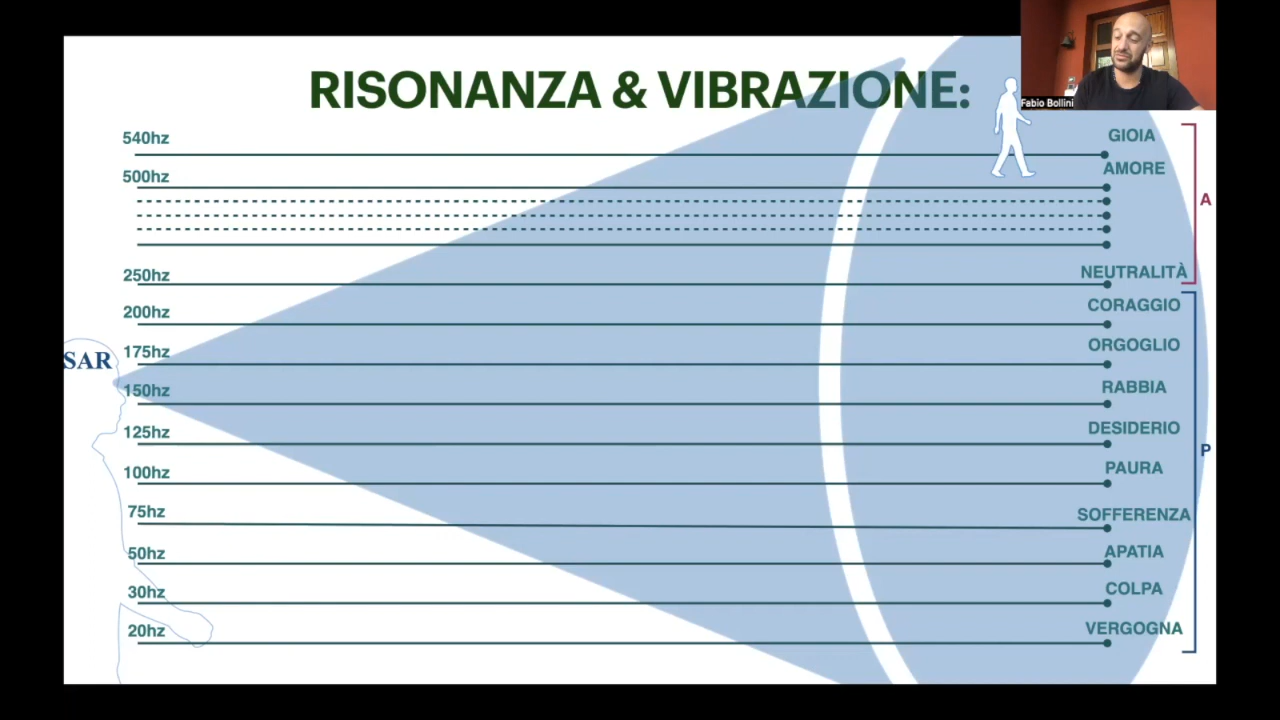 RISONANZA & VIBRAZIONE:
Fabio Bollini
540hz
GIOIA
500hz
AMORE
A
250hz
NEUTRALITÀ
200hz
CORAGGIO
SAR
175hz
ORGOGLIO
150hz
RABBIA
125hz
DESIDERIO
P
100hz
PAURA
75hz
SOFFERENZA
50hz
APATIA
30hz
COLPA
20hz
VERGOGNA